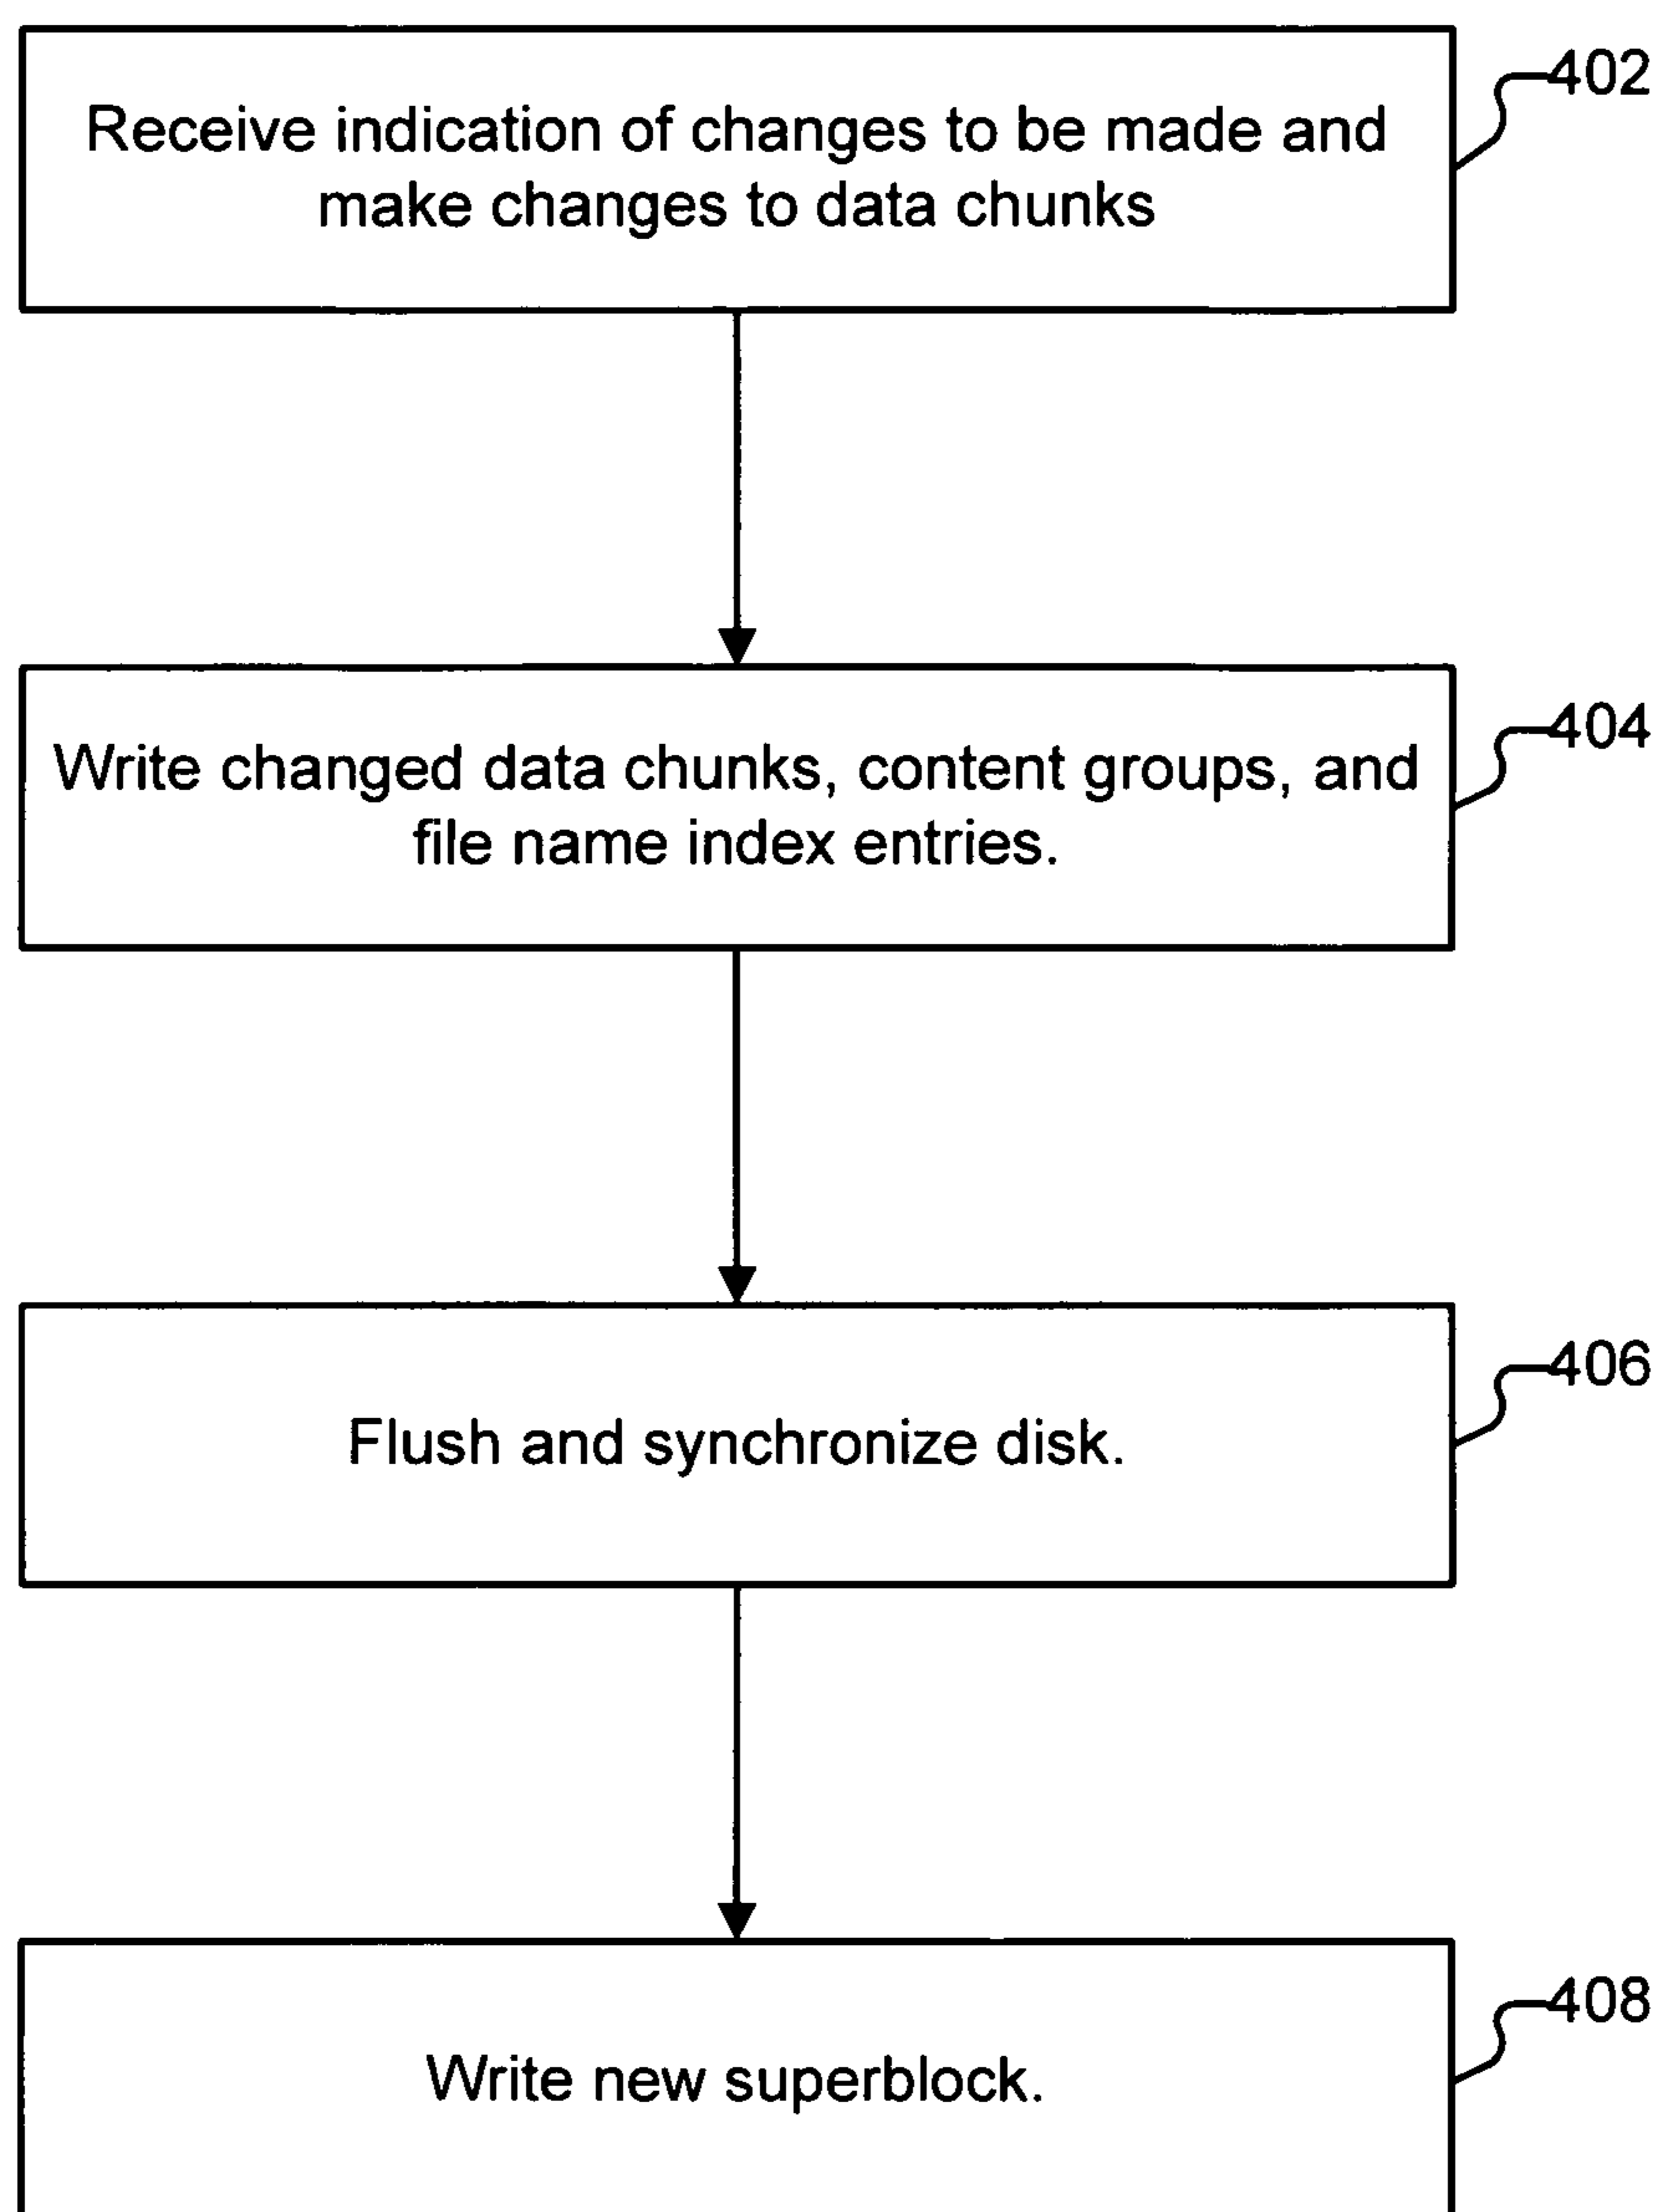 402
Receive indication of changes to be made and
make changes to data chunks
404
Write changed data chunks, content groups, and
file name index entries.
406
Flush and synchronize disk.
408
Write new superblock.